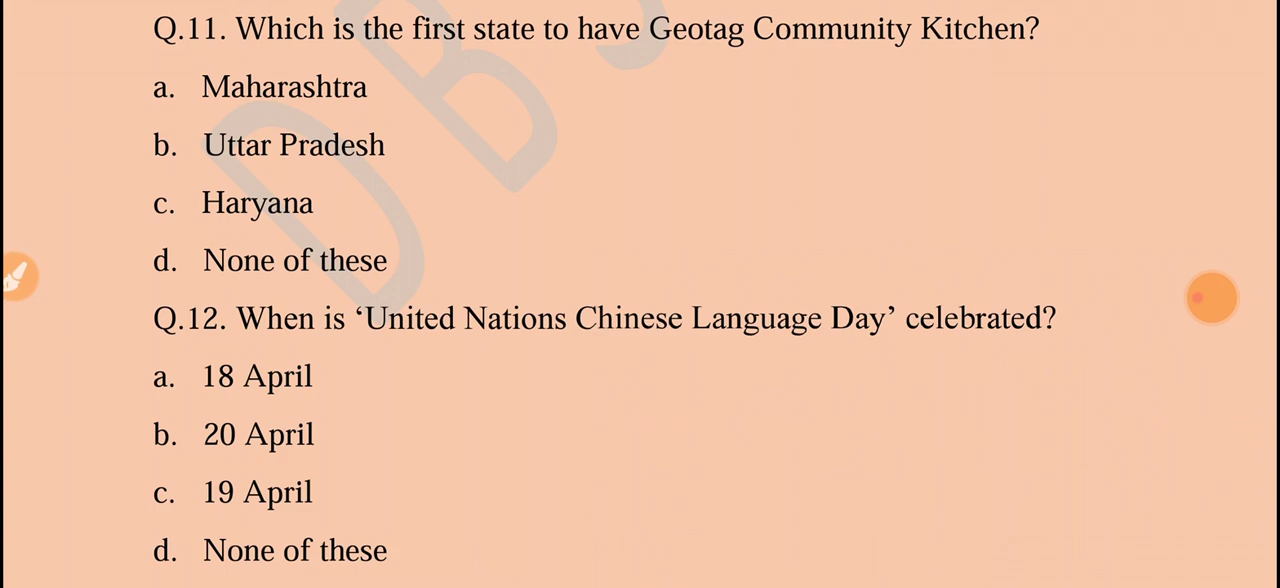 Q.11. Which is the first state to have Geotag Community Kitchen?
a. Maharashtra
b. Uttar Pradesh
c. Haryana
d. None of these
Q.12. When is ‘United Nations Chinese Language Day’ celebrated?
a. 18 April
b. 20 April
c. 19 April
d. None of these